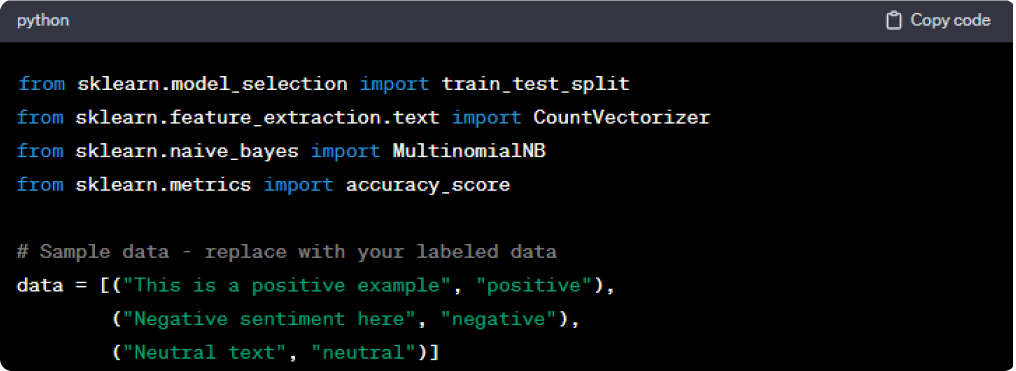 python
Copy code
from sklearn.model_selection import train_test_split
from sklearn.feature_extraction.text import CountVectorizer
from sklearn.naive_bayes import MultinomialNB
from sklearn.metrics import accuracy_score
# Sample data - replace with your labeled data
data = [("This is a positive example", "positive"),
("Negative sentiment here", "negative"),
("Neutral text", "neutral")]